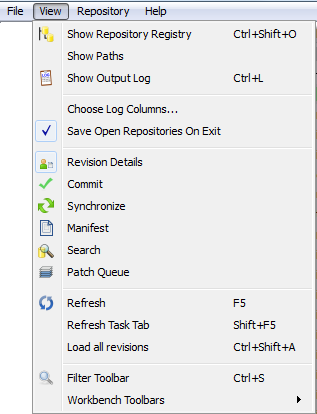 File View Repository Help
Show Repository Registry Ctrl+Shift+O
Show Paths
Show Output Log Ctrl+L
Choose Log Columns...
Save Open Repositories On Exit
Revision Details
Commit
Synchronize
Manifest
Search
Patch Queue
Refresh F5
Refresh Task Tab Shift+F5
Load all revisions Ctrl+Shift+A
Filter Toolbar Ctrl+S
Workbench Toolbars